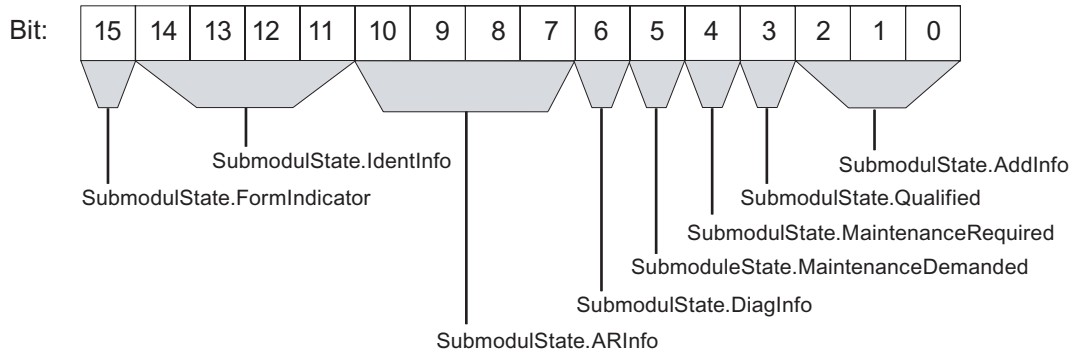 Bit: 15 14 13 12 11 10 9 8 7 6 5 4 3 2 1 0
SubmodulState.IdentInfo
SubmodulState.AddInfo
SubmodulState.FormIndicator
SubmodulState.Qualified
SubmodulState.MaintenanceRequired
SubmoduleState.MaintenanceDemanded
SubmodulState.DiagInfo
SubmodulState.ARInfo